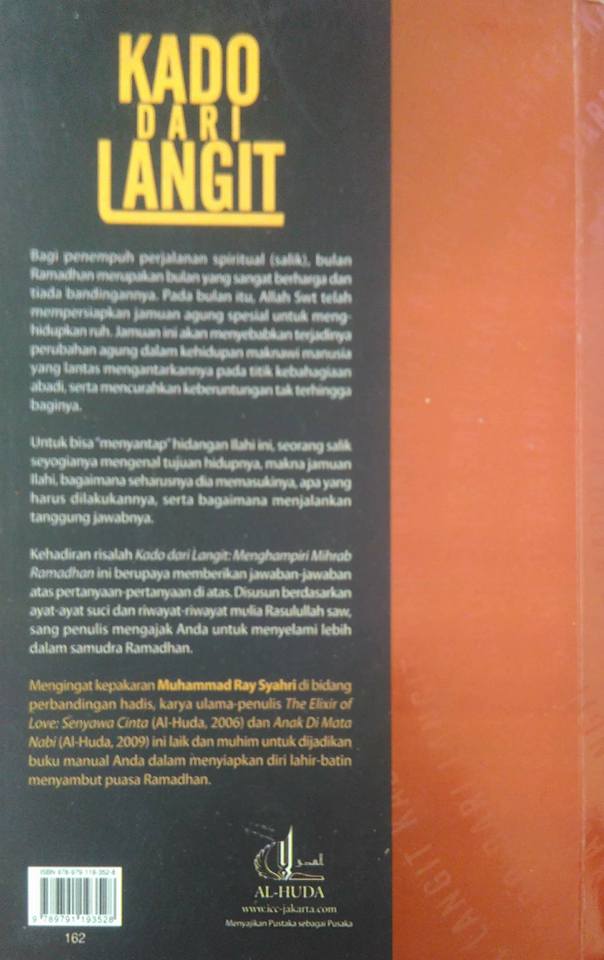 KADO
DARI
LANGIT
Bagi penempuh perjalanan spiritual (salik), bulan
Ramadhan merupakan bulan yang sangat berharga dan
tiada bandingannya. Pada bulan itu, Allah Swt telah
mempersiapkan jamuan agung spesial untuk meng-
hidupkan ruh. Jamuan ini akan menyebabkan terjadinya
perubahan agung dalam kehidupan maknawi manusia
yang lantas mengantarkannya pada titik kebahagiaan
abadi, serta mencurahkan keberuntungan tak terhingga
baginya.
Untuk bisa "menyantap" hidangan Ilahi ini, seorang salik
seyogianya mengenal tujuan hidupnya, makna jamuan
Ilahi, bagaimana seharusnya dia memasukinya, apa yang
harus dilakukannya, serta bagaimana menjalankan
tanggung jawabnya.
Kehadiran risalah Kado dari Langit: Menghampiri Mihrab
Ramadhan ini berupaya memberikan jawaban-jawaban
atas pertanyaan-pertanyaan di atas. Disusun berdasarkan
ayat-ayat suci dan riwayat-riwayat mulia Rasulullah saw,
sang penulis mengajak Anda untuk menyelami lebih
dalam samudra Ramadhan.
Mengingat kepakaran Muhammad Ray Syahri di bidang
perbandingan hadis, karya ulama-penulis The Elixir of
Love: Senyawa Cinta (Al-Huda, 2006) dan Anak Di Mata
Nabi (Al-Huda, 2009) ini laik dan muhim untuk dijadikan
buku manual Anda dalam menyiapkan diri lahir-batin
menyambut puasa Ramadhan.
ISBN 978-979-119-352-8
9 789791 193528
162
AL-HUDA
www.icc-jakarta.com
Menyajikan Pustaka sebagai Pusaka